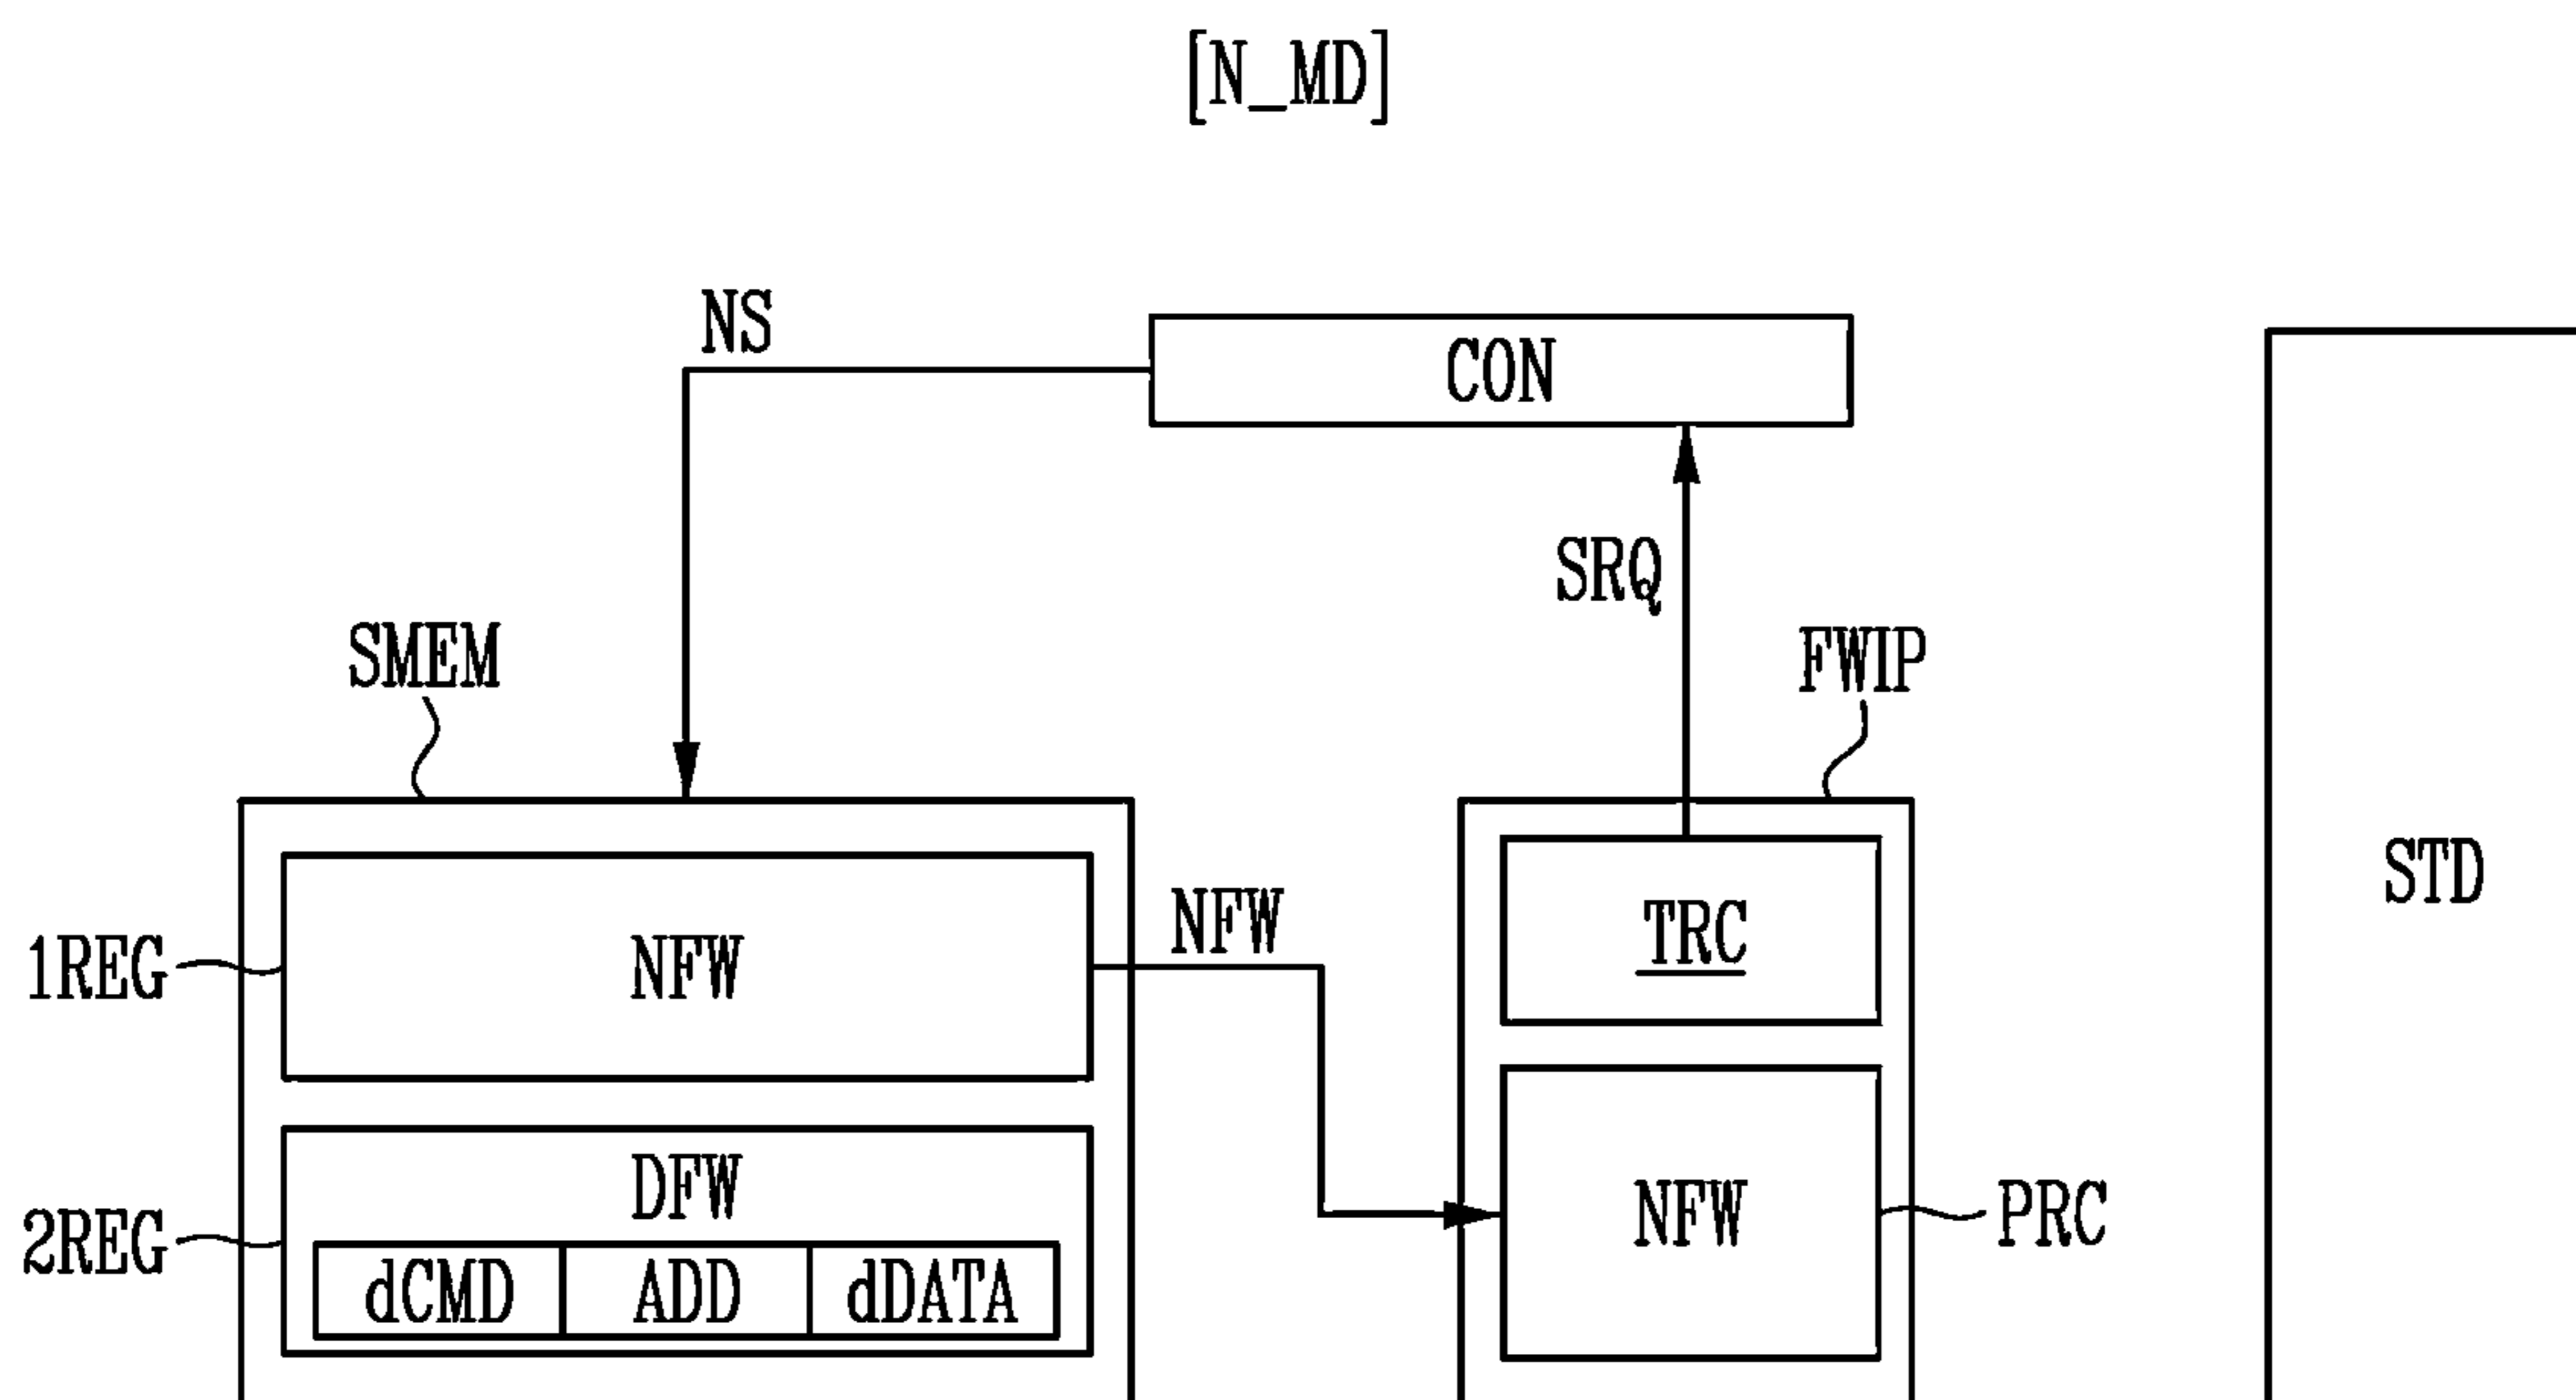 [N_MD]
NS
CON
SRQ
SMEM
FWIP
STD
NFW
TRC
1REG
NFW
DFW
NFW
PRC
2REG
dCMD ADD dDATA